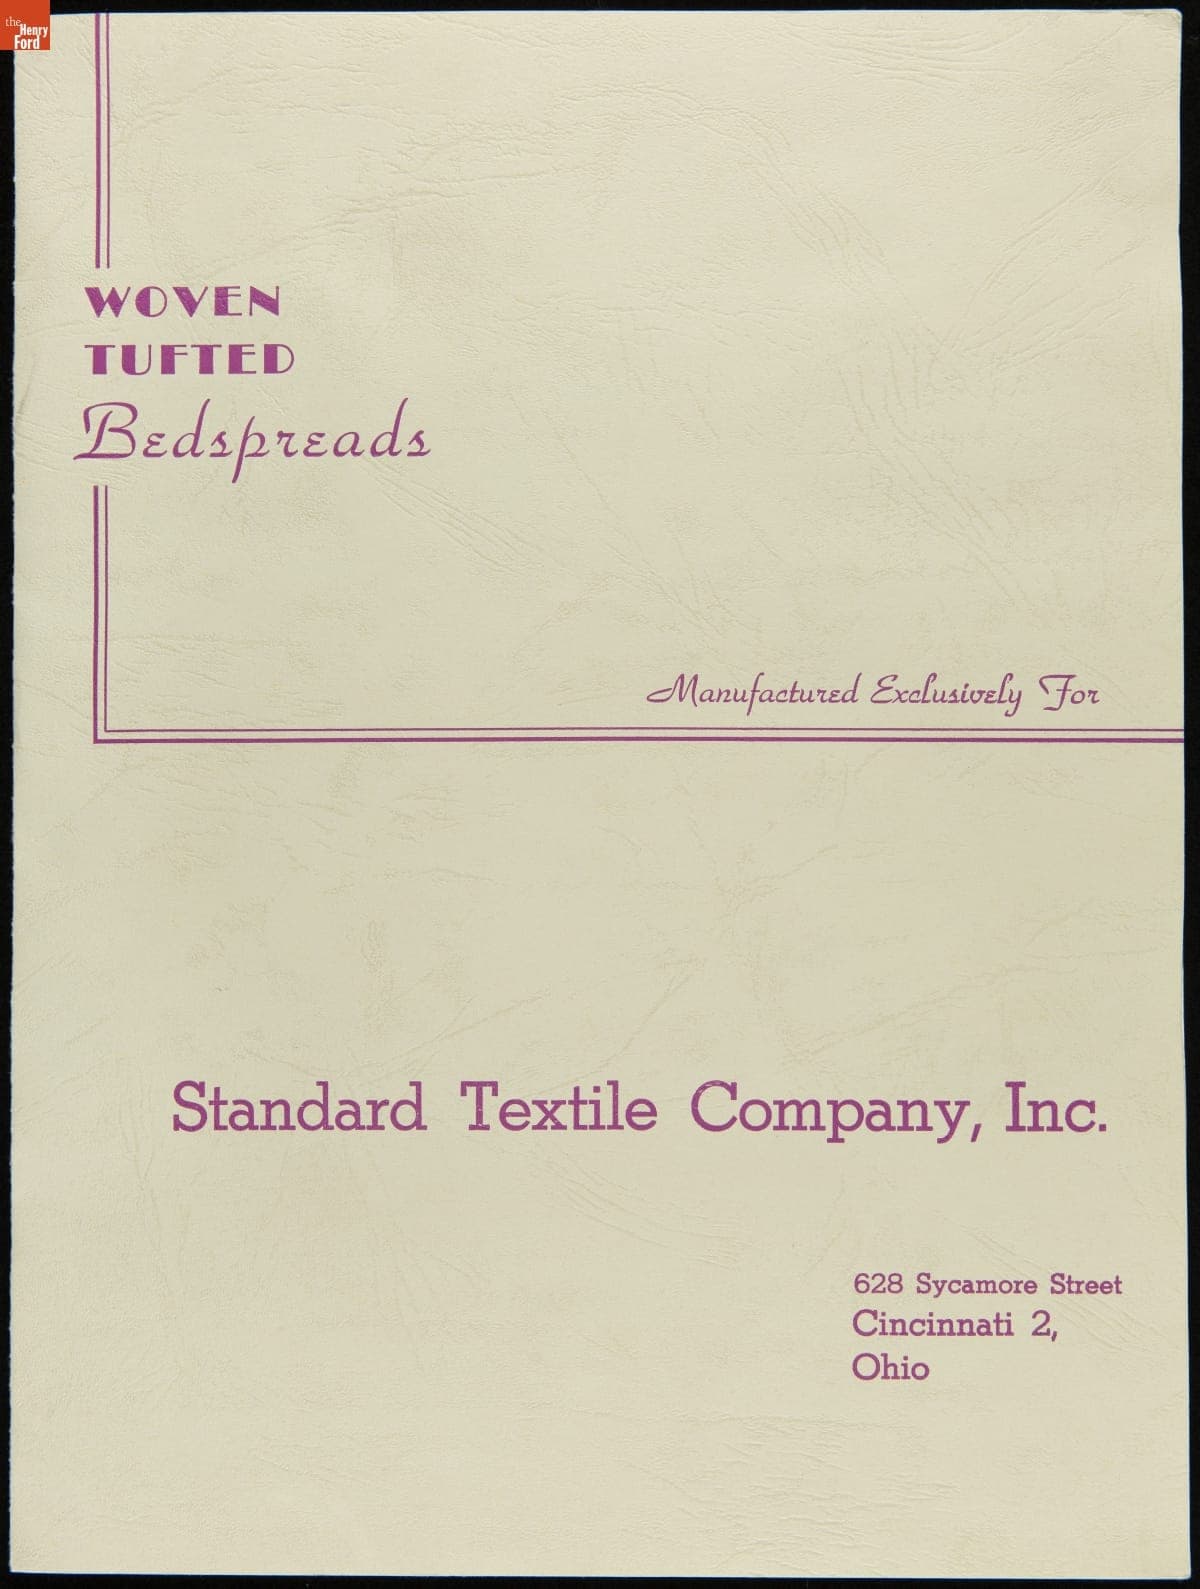 the
Henry
Ford
WOVEN
TUFTED
Bedspreads
Manufactured Exclusively For
Standard Textile Company, Inc.
628 Sycamore Street
Cincinnati 2,
Ohio